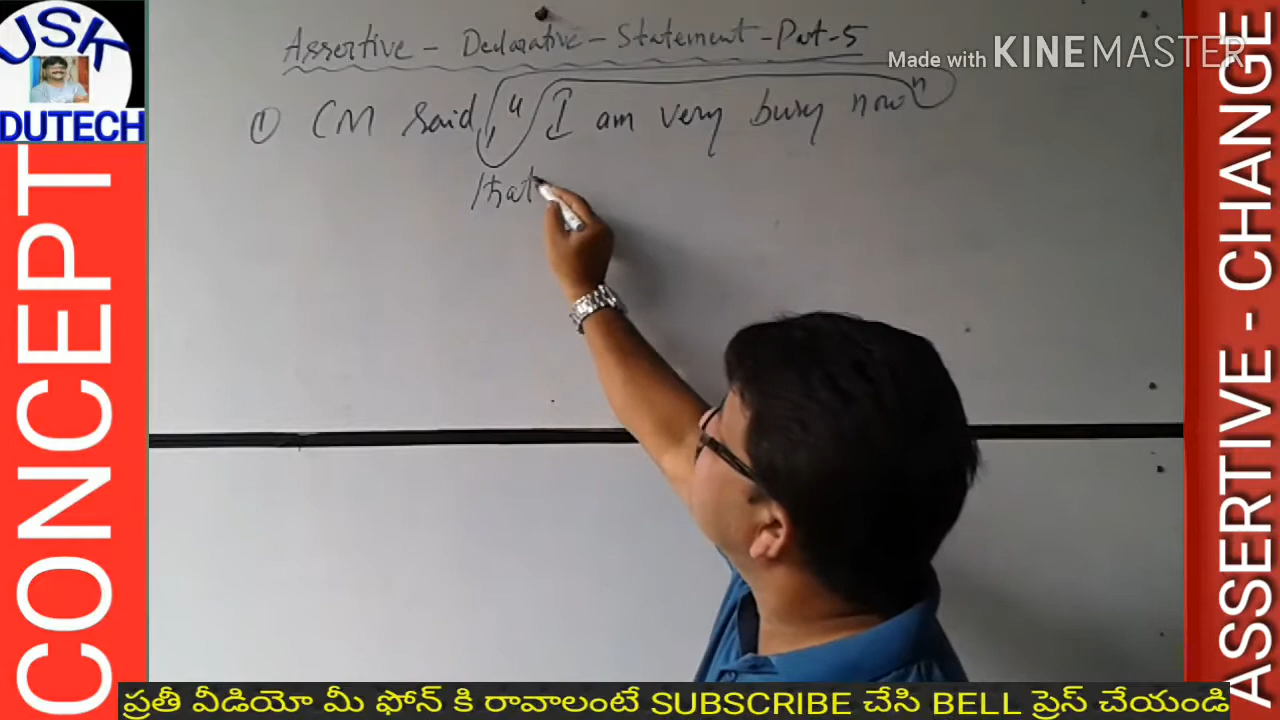 JSK
DUTECH
Assertive - Declarative - Statement - Part-5
Made with KINEMASTER
① CM said, "I am very busy now"
that
CONCEPT
ASSERTIVE - CHANGE
ప్రతీ వీడియో మీ ఫోన్ కి రావాలంటే SUBSCRIBE చేసి BELL ప్రెస్ చేయండి